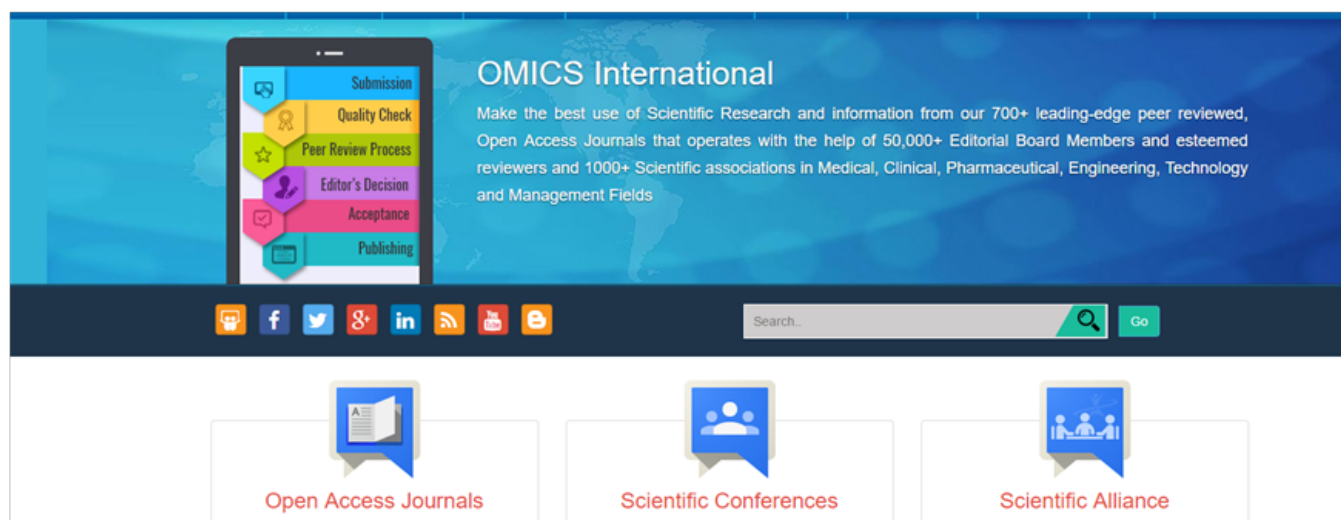 Submission
Quality Check
Peer Review Process
Editor's Decision
Acceptance
Publishing
OMICS International
Make the best use of Scientific Research and information from our 700+ leading-edge peer reviewed,
Open Access Journals that operates with the help of 50,000+ Editorial Board Members and esteemed
reviewers and 1000+ Scientific associations in Medical, Clinical, Pharmaceutical, Engineering, Technology
and Management Fields
Search..
Go
Open Access Journals
Scientific Conferences
Scientific Alliance